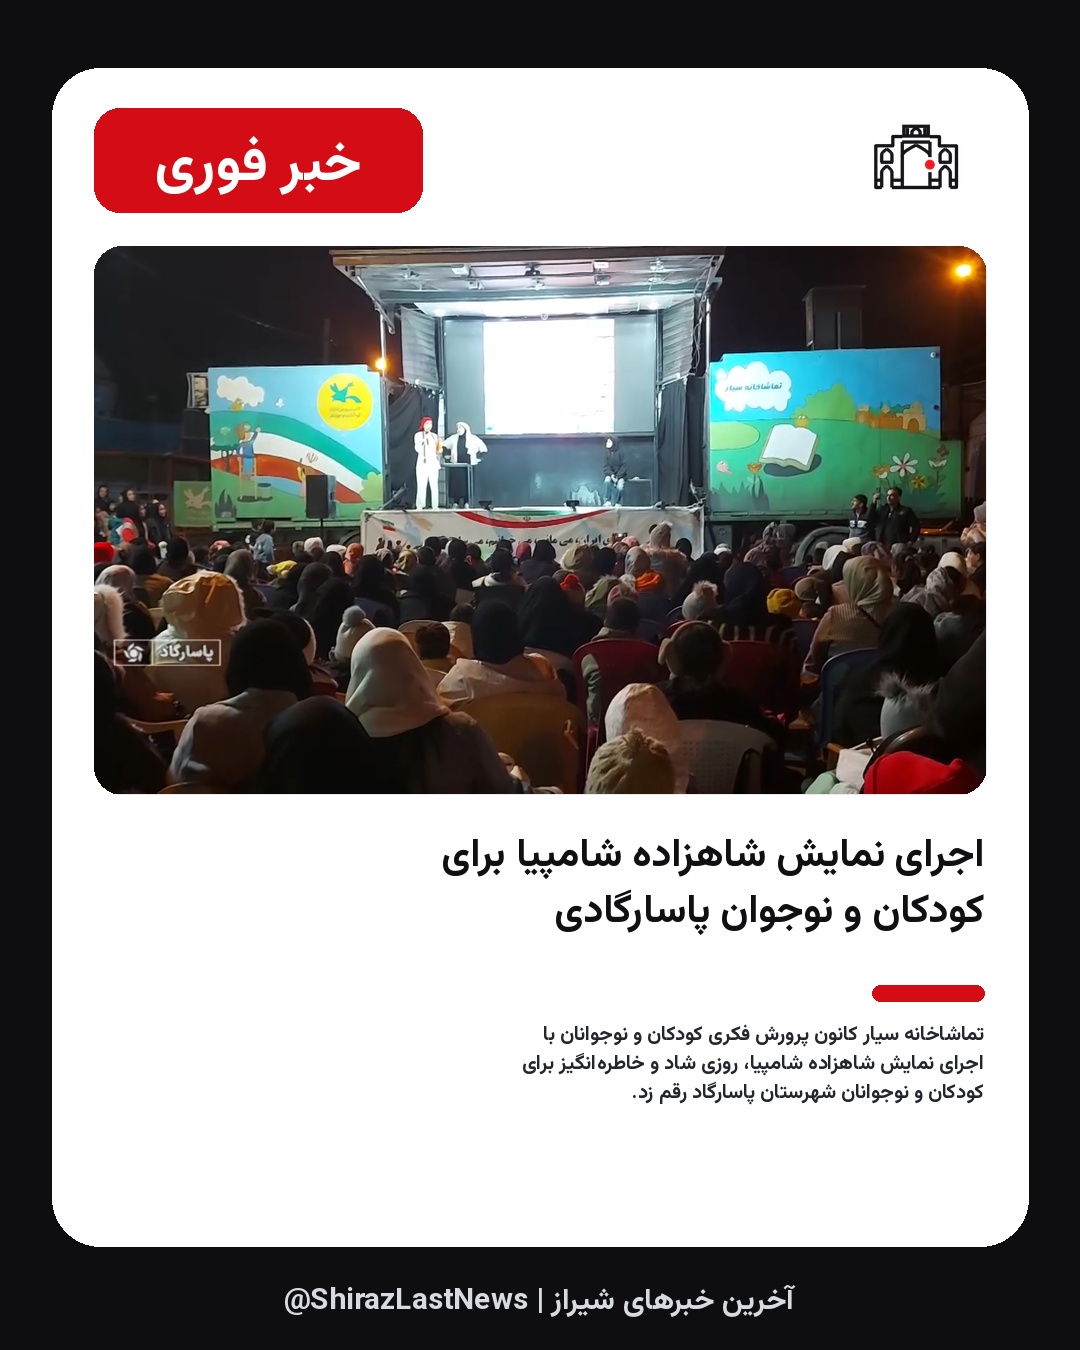 خبر فوری
تماشاخانه سیار
پاسارگاد
اجرای نمایش شاهزاده شامپیا برای
کودکان و نوجوان پاسارگادی
تماشاخانه سیار کانون پرورش فکری کودکان و نوجوانان با
اجرای نمایش شاهزاده شامپیا، روزی شاد و خاطره‌انگیز برای
کودکان و نوجوانان شهرستان پاسارگاد رقم زد.
آخرین خبرهای شیراز | @ShirazLastNews